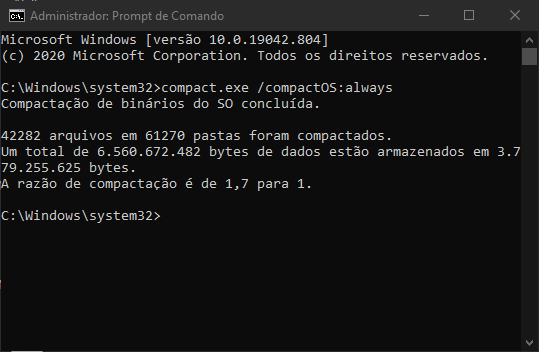 Administrador: Prompt de Comando
Microsoft Windows [versão 10.0.19042.804]
(c) 2020 Microsoft Corporation. Todos os direitos reservados.
C:\Windows\system32>compact.exe /compactOS:always
Compactação de binários do SO concluída.
42282 arquivos em 61270 pastas foram compactados.
Um total de 6.560.672.482 bytes de dados estão armazenados em 3.7
79.255.625 bytes.
A razão de compactação é de 1,7 para 1.
C:\Windows\system32>